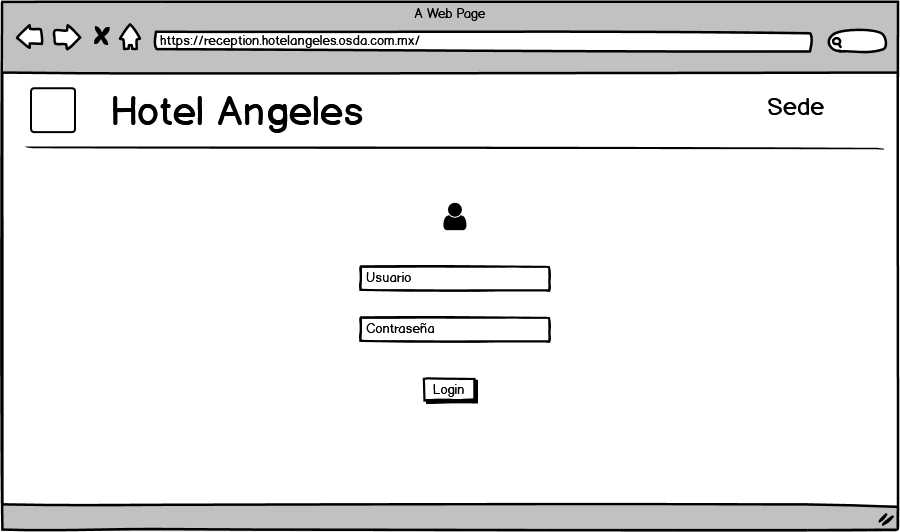 A Web Page
https://reception.hotelangeles.osda.com.mx/
Hotel Angeles
Sede
Usuario
Contraseña
Login